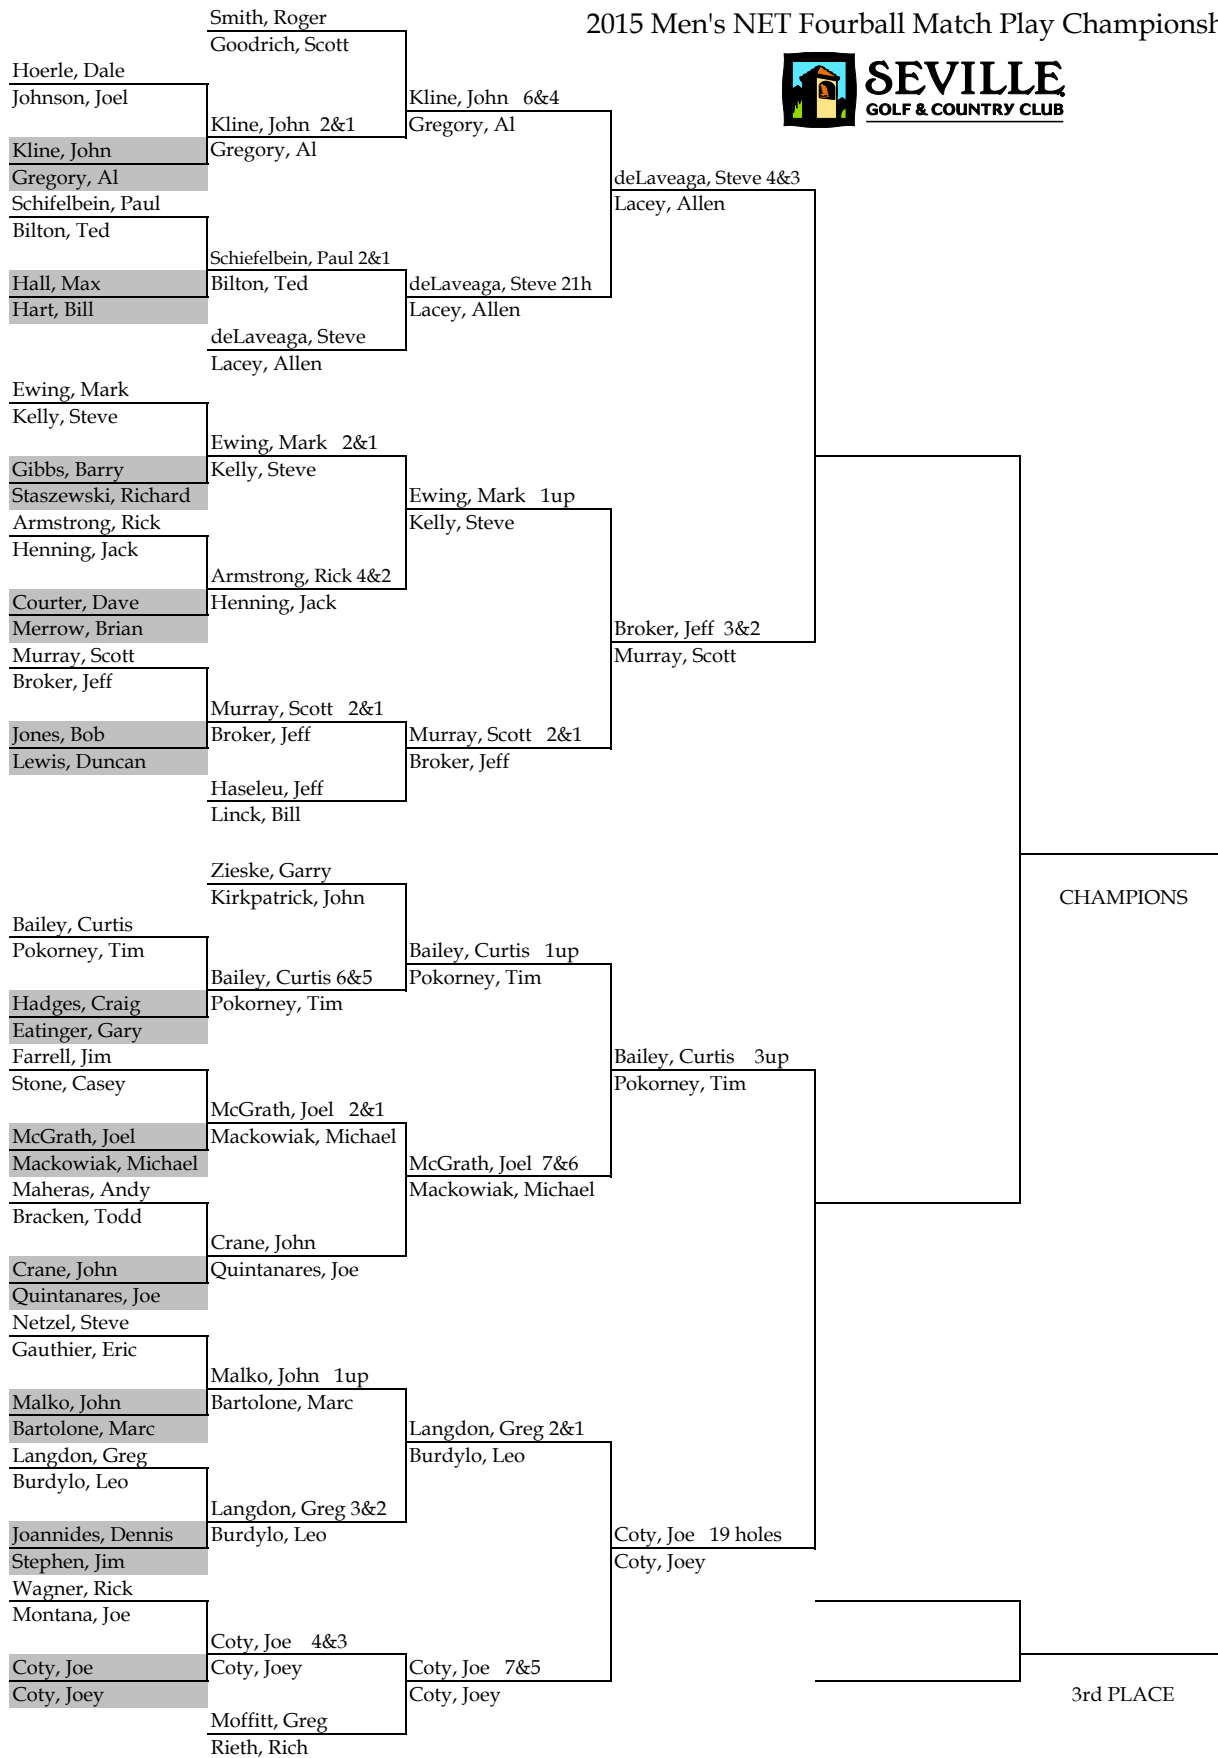 Smith, Roger
Goodrich, Scott
2015 Men's NET Fourball Match Play Championsh
SEVILLE
GOLF & COUNTRY CLUB
Hoerle, Dale
Johnson, Joel
Kline, John 6&4
Gregory, Al
Kline, John 2&1
Gregory, Al
Kline, John
Gregory, Al
deLaveaga, Steve 4&3
Lacey, Allen
Schifelbein, Paul
Bilton, Ted
Schiefelbein, Paul 2&1
Bilton, Ted
Hall, Max
Hart, Bill
deLaveaga, Steve 21h
Lacey, Allen
deLaveaga, Steve
Lacey, Allen
Ewing, Mark
Kelly, Steve
Ewing, Mark 2&1
Kelly, Steve
Gibbs, Barry
Staszewski, Richard
Ewing, Mark 1up
Kelly, Steve
Armstrong, Rick
Henning, Jack
Armstrong, Rick 4&2
Henning, Jack
Courter, Dave
Merrow, Brian
Broker, Jeff 3&2
Murray, Scott
Murray, Scott
Broker, Jeff
Murray, Scott 2&1
Broker, Jeff
Jones, Bob
Lewis, Duncan
Murray, Scott 2&1
Broker, Jeff
Haseleu, Jeff
Linck, Bill
Zieske, Garry
Kirkpatrick, John
CHAMPIONS
Bailey, Curtis
Pokorney, Tim
Bailey, Curtis 1up
Pokorney, Tim
Bailey, Curtis 6&5
Pokorney, Tim
Hadges, Craig
Eatinger, Gary
Farrell, Jim
Stone, Casey
Bailey, Curtis 3up
Pokorney, Tim
McGrath, Joel 2&1
Mackowiak, Michael
McGrath, Joel
Mackowiak, Michael
McGrath, Joel 7&6
Mackowiak, Michael
Maheras, Andy
Bracken, Todd
Crane, John
Quintanares, Joe
Crane, John
Quintanares, Joe
Netzel, Steve
Gauthier, Eric
Malko, John 1up
Bartolone, Marc
Malko, John
Bartolone, Marc
Langdon, Greg 2&1
Burdylo, Leo
Langdon, Greg
Burdylo, Leo
Langdon, Greg 3&2
Burdylo, Leo
Joannides, Dennis
Stephen, Jim
Coty, Joe 19 holes
Coty, Joey
Wagner, Rick
Montana, Joe
Coty, Joe 4&3
Coty, Joey
Coty, Joe
Coty, Joey
Coty, Joe 7&5
Coty, Joey
3rd PLACE
Moffitt, Greg
Rieth, Rich